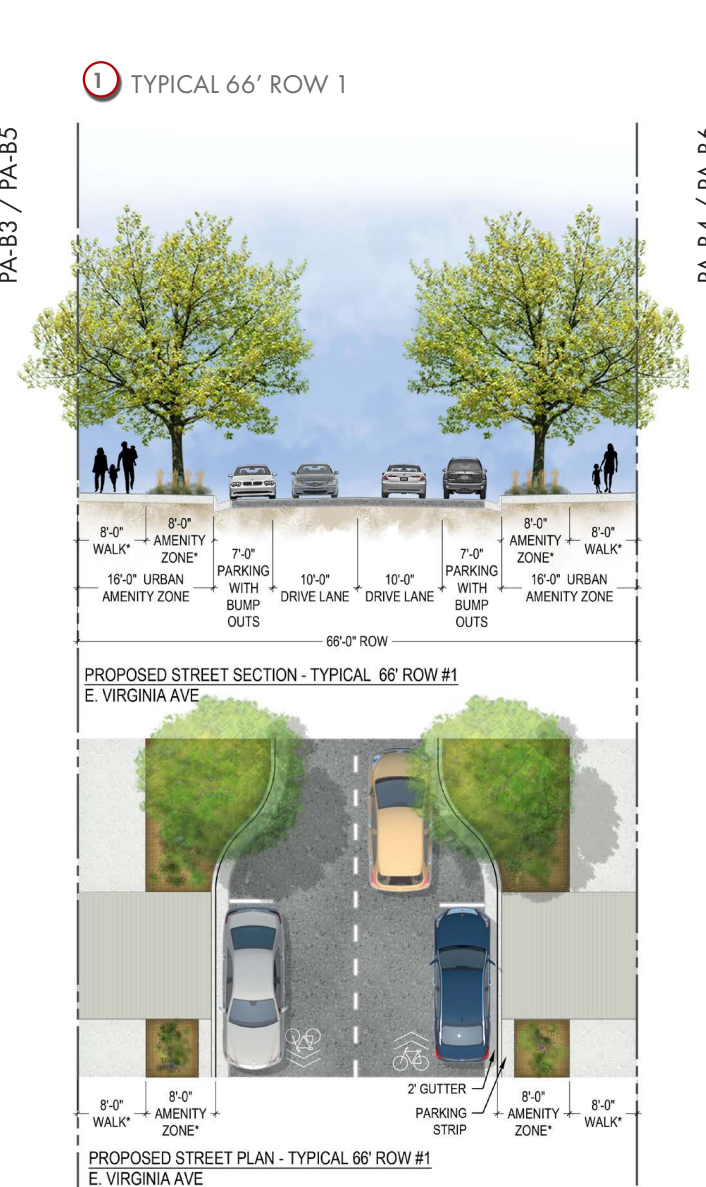 1 TYPICAL 66' ROW 1
PA-B3 / PA-B5
PA-B4 / PA-B6
8'-0"
WALK*
8'-0"
AMENITY
ZONE*
16'-0" URBAN
AMENITY ZONE
7'-0"
PARKING
WITH
BUMP
OUTS
10'-0"
DRIVE LANE
10'-0"
DRIVE LANE
7'-0"
PARKING
WITH
BUMP
OUTS
8'-0"
AMENITY
ZONE*
8'-0"
WALK*
16'-0" URBAN
AMENITY ZONE
66'-0" ROW
PROPOSED STREET SECTION - TYPICAL 66' ROW #1
E. VIRGINIA AVE
2' GUTTER
PARKING
STRIP
8'-0"
WALK*
8'-0"
AMENITY
ZONE*
8'-0"
AMENITY
ZONE*
8'-0"
WALK*
PROPOSED STREET PLAN - TYPICAL 66' ROW #1
E. VIRGINIA AVE